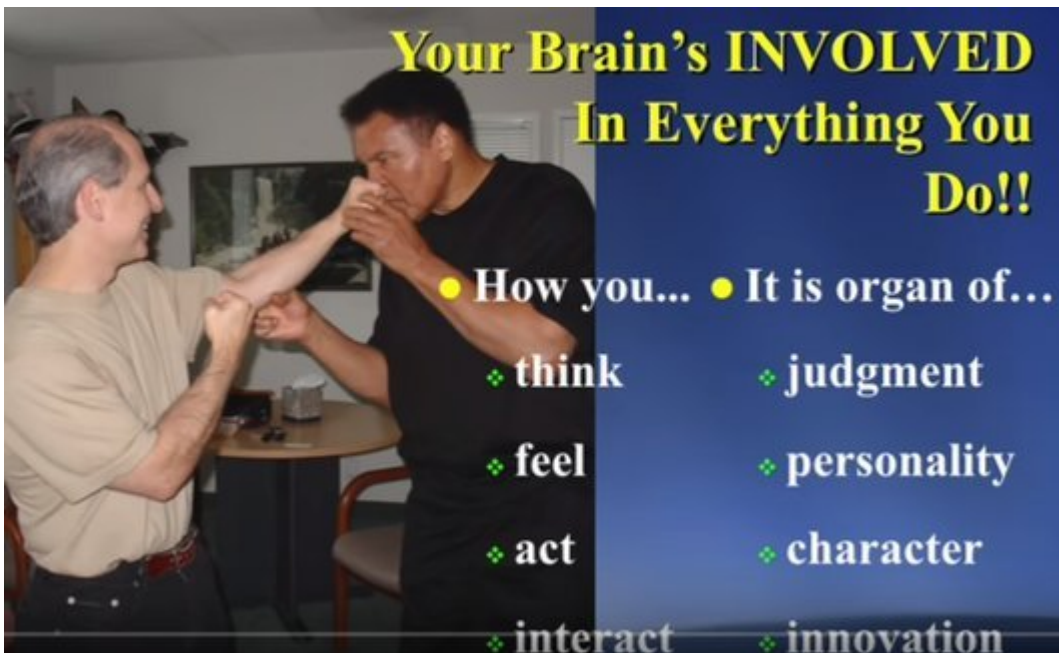 Your Brain's INVOLVED
In Everything You
Do!!
How you...
think
feel
act
interact
It is organ of…
judgment
personality
character
innovation